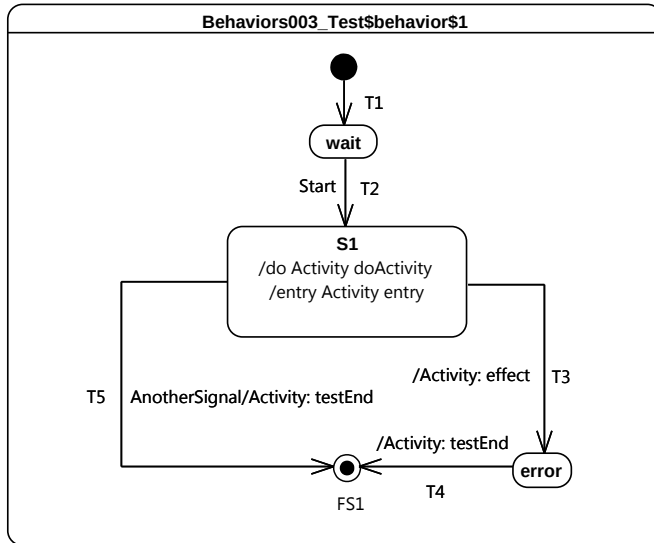 Behaviors003_Test$behavior$1
T1
wait
Start T2
S1
/do Activity doActivity
/entry Activity entry
/Activity: effect T3
T5 AnotherSignal/Activity: testEnd
/Activity: testEnd
error
T4
FS1